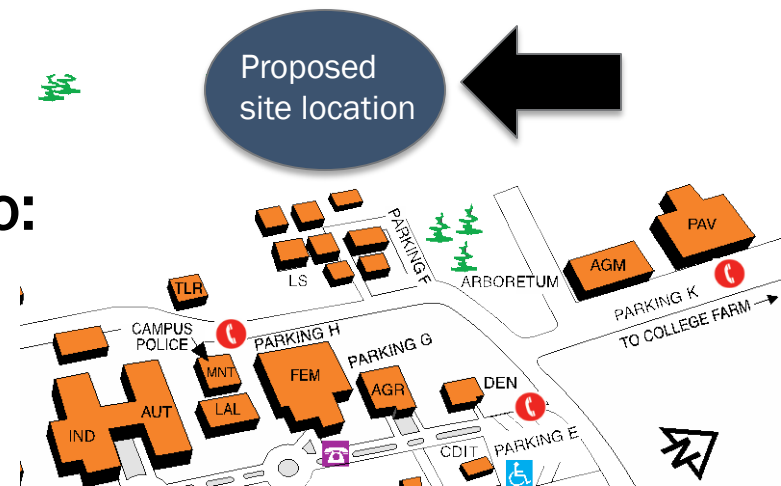 Proposed
site location
o:
PARKING F
PAV
LS
ARBORETUM
AGM
TLR
PARKING K
CAMPUS
POLICE
PARKING H
TO COLLEGE FARM
PARKING G
MNT
FEM
AGR
DEN
AUT
LAL
IND
CDIT
PARKING E
N